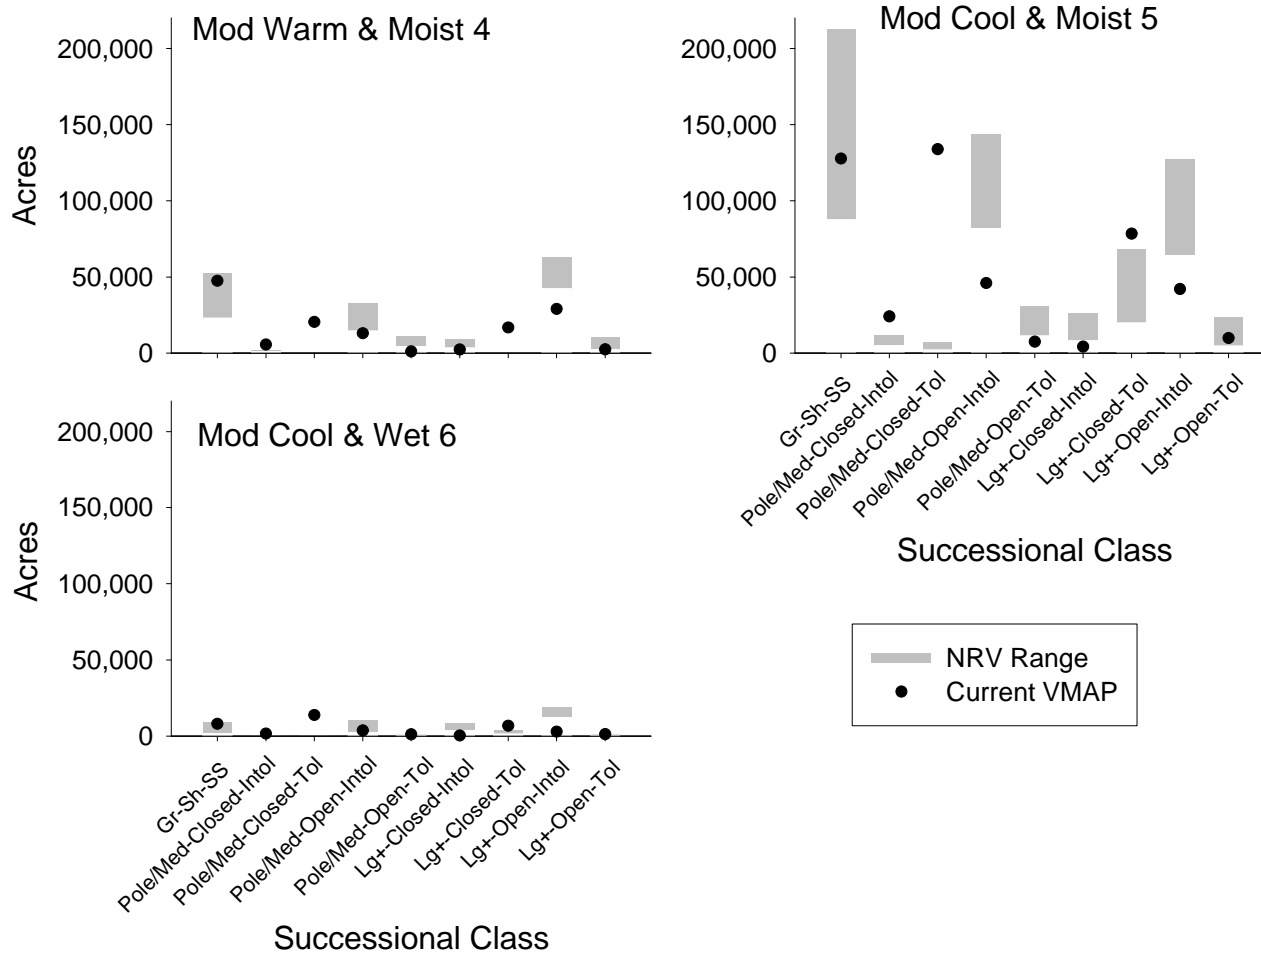 Mod Warm & Moist 4
200,000
150,000
100,000
50,000
0
Acres
Mod Cool & Moist 5
200,000
150,000
100,000
50,000
0
Gr-Sh-SS
Pole/Med-Closed-Intol
Pole/Med-Closed-Tol
Pole/Med-Open-Intol
Pole/Med-Open-Tol
Lg+-Closed-Intol
Lg+-Closed-Tol
Lg+-Open-Intol
Lg+-Open-Tol
Successional Class
Mod Cool & Wet 6
200,000
150,000
100,000
50,000
0
Acres
Gr-Sh-SS
Pole/Med-Closed-Intol
Pole/Med-Closed-Tol
Pole/Med-Open-Intol
Pole/Med-Open-Tol
Lg+-Closed-Intol
Lg+-Closed-Tol
Lg+-Open-Intol
Lg+-Open-Tol
Successional Class
NRV Range
Current VMAP